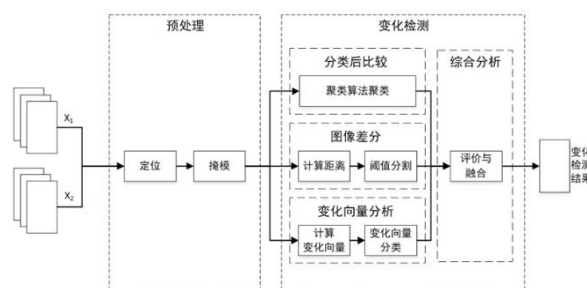 预处理
变化检测
分类后比较
综合分析
聚类算法聚类
X₁
图像差分
定位
掩模
计算距离
阈值分割
评价与
融合
变化
检测
结果
X₂
变化向量分析
计算
变化向量
变化向量
分类